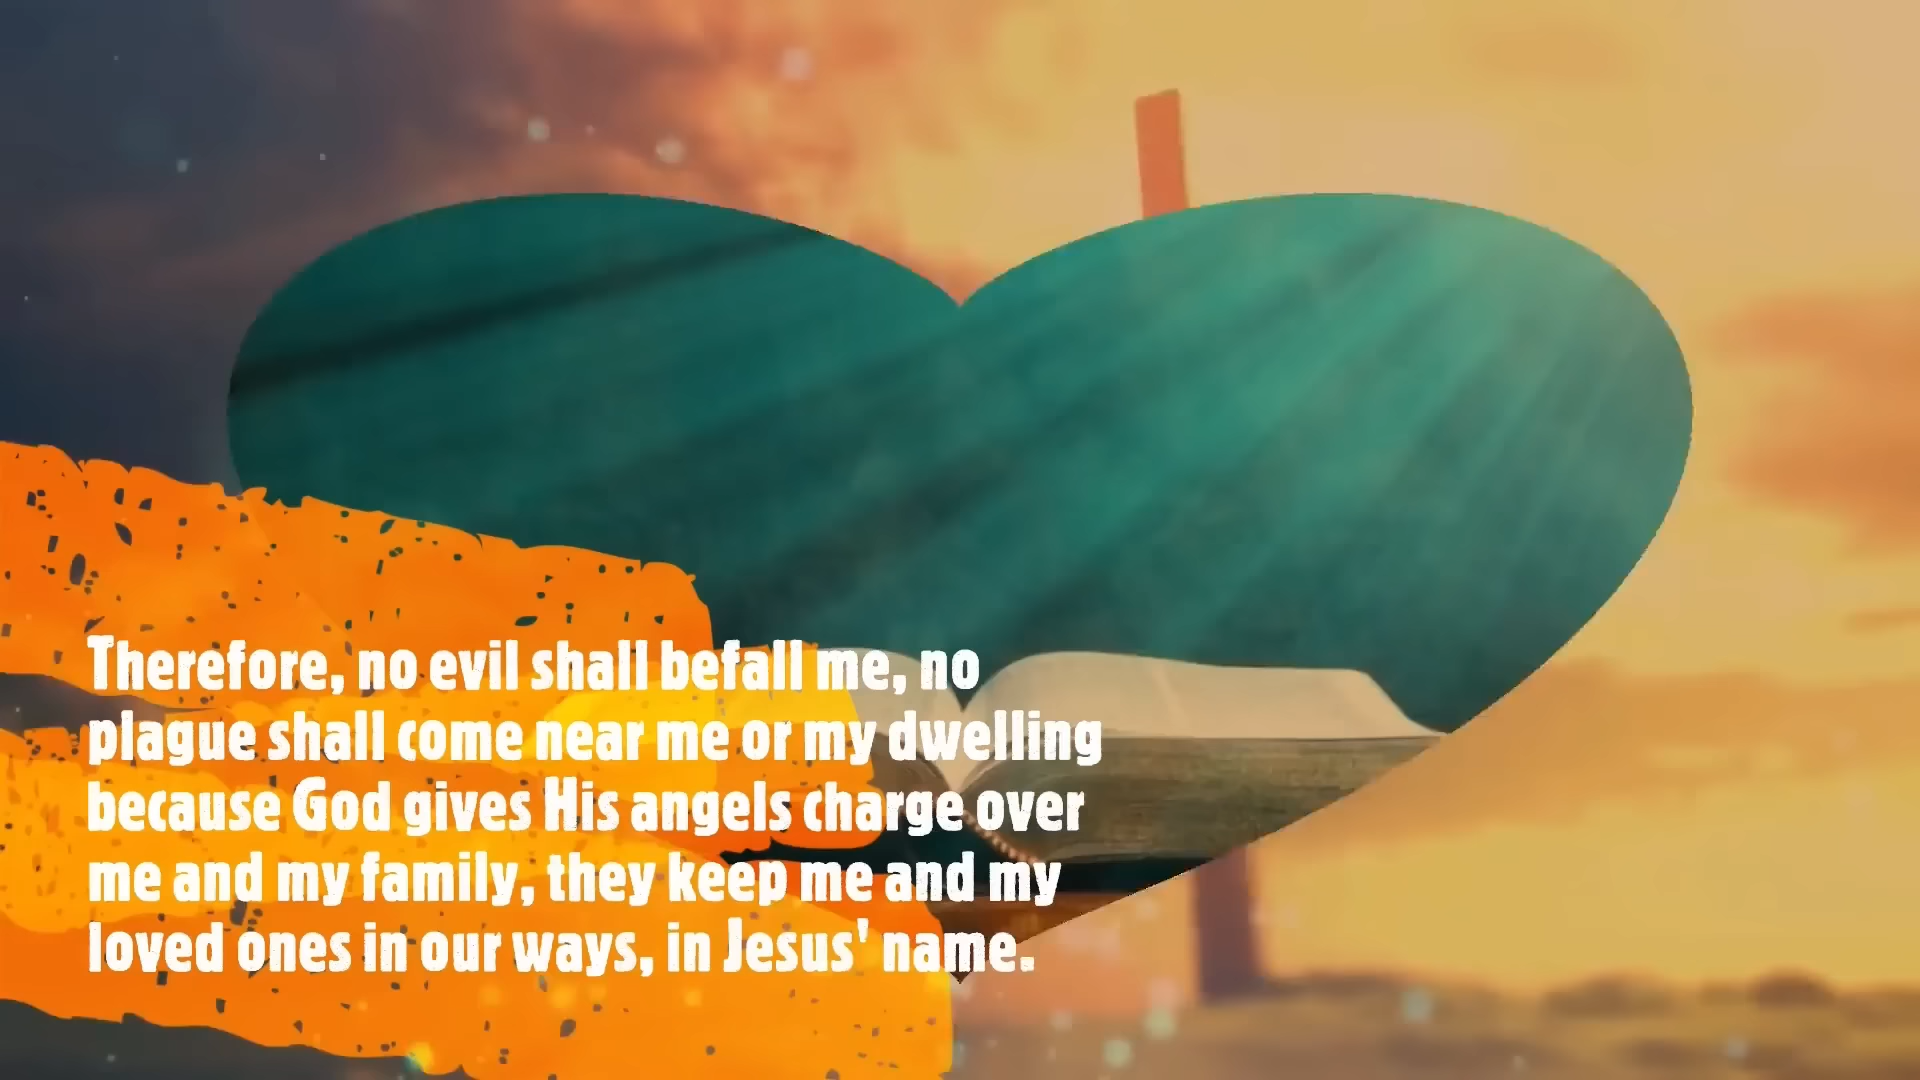 Therefore, no evil shall befall me, no
plague shall come near me or my dwelling
because God gives His angels charge over
me and my family, they keep me and my
loved ones in our ways, in Jesus' name.